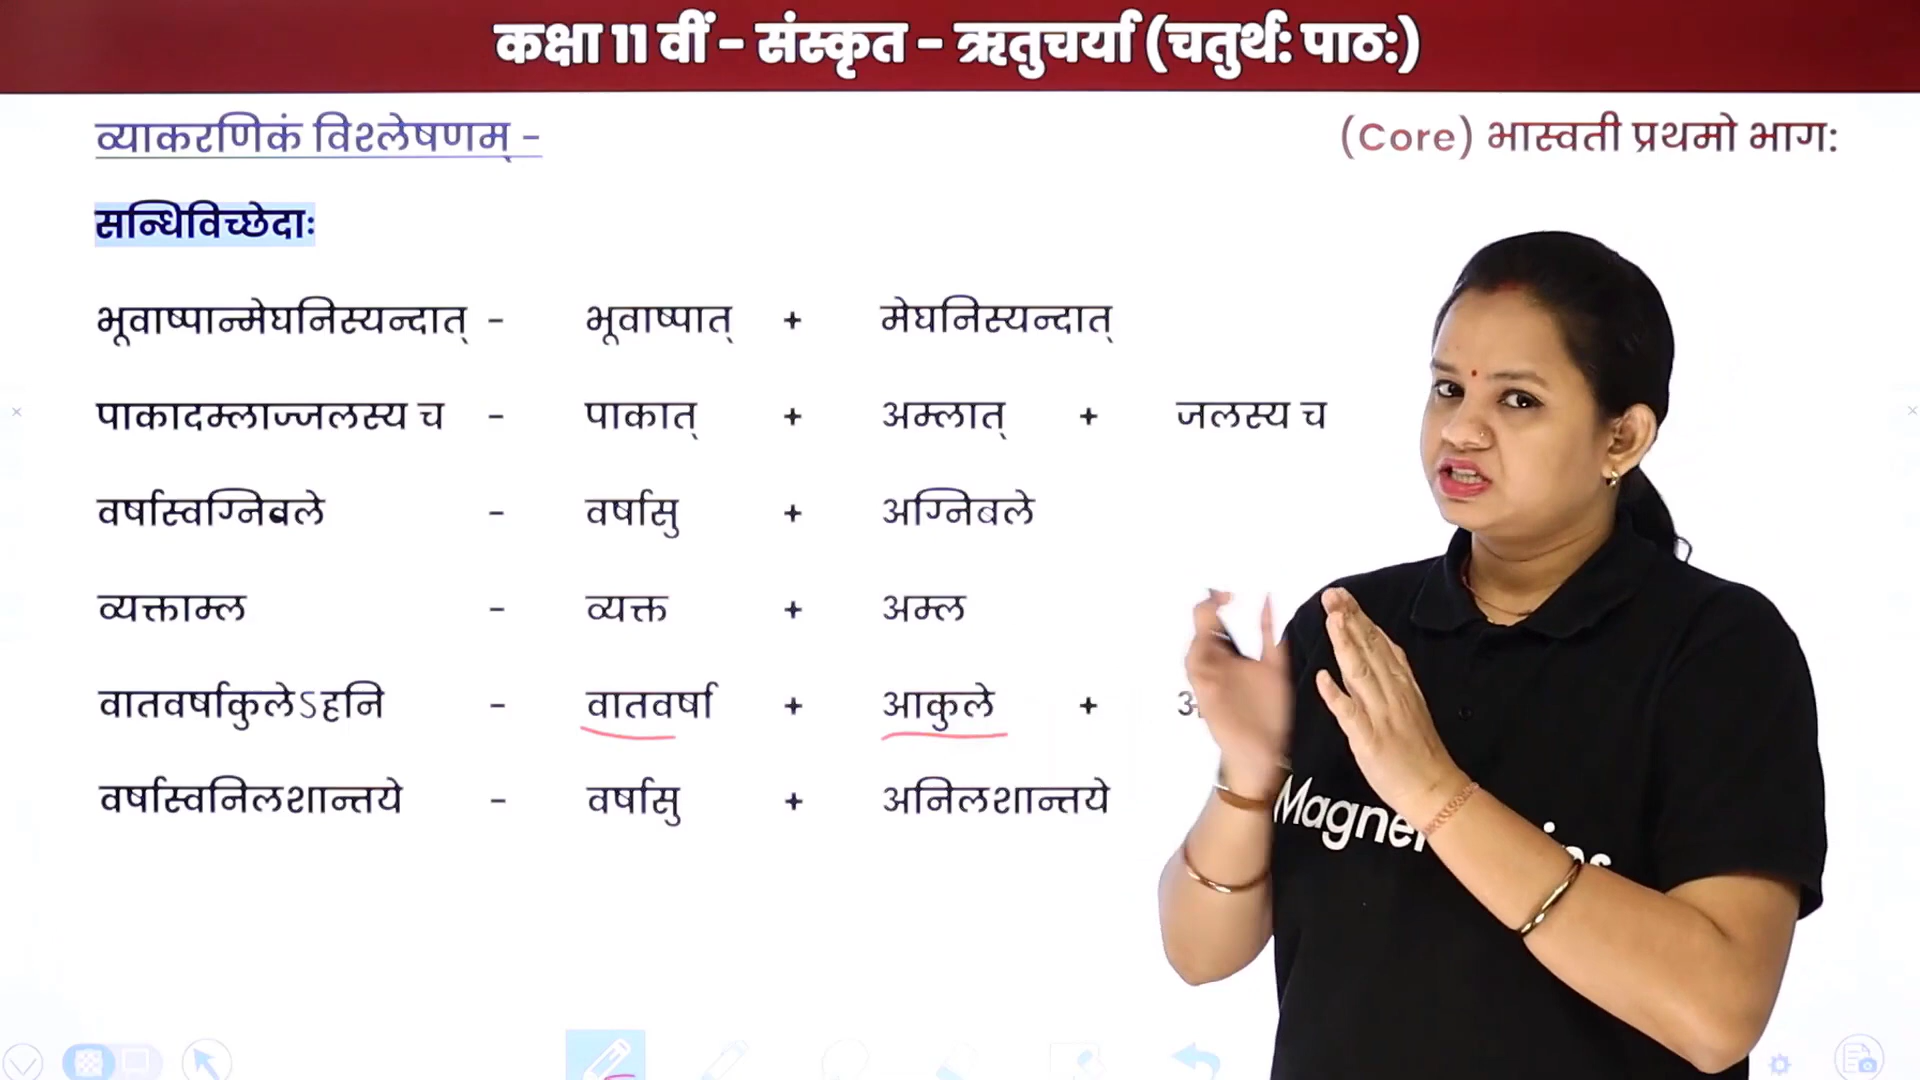 कक्षा 11 वीं - संस्कृत - ऋतुचर्या (चतुर्थ: पाठ:)
व्याकरणिकं विश्लेषणम् -
(Core) भास्वती प्रथमो भाग:
सन्धिविच्छेदाः
भूवाष्पान्मेघनिस्यन्दात् - भूवाष्पात् + मेघनिस्यन्दात्
पाकादम्लाज्जलस्य च - पाकात् + अम्लात् + जलस्य च
वर्षास्वग्निबले - वर्षासु + अग्निबले
व्यक्ताम्ल - व्यक्त + अम्ल
वातवर्षाकुलेऽहनि - वातवर्षा + आकुले +
वर्षास्वनिलशान्तये - वर्षासु + अनिलशान्तये